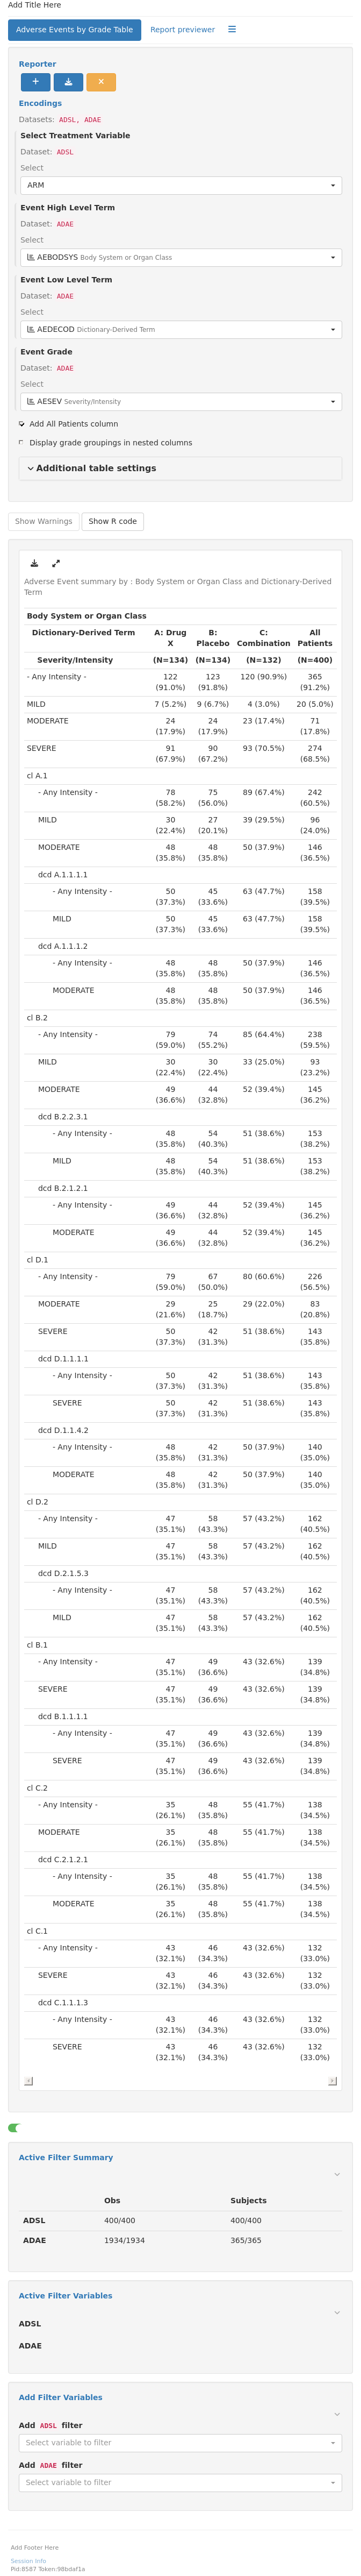 Add Title Here
Adverse Events by Grade Table
Report previewer
Reporter
Encodings
Datasets: ADSL, ADAE
Select Treatment Variable
Dataset: ADSL
Select
ARM
Event High Level Term
Dataset: ADAE
Select
AEBODSYS Body System or Organ Class
Event Low Level Term
Dataset: ADAE
Select
AEDECOD Dictionary-Derived Term
Event Grade
Dataset: ADAE
Select
AESEV Severity/Intensity
Add All Patients column
Display grade groupings in nested columns
Additional table settings
Show Warnings Show R code
Adverse Event summary by : Body System or Organ Class and Dictionary-Derived
Term
Body System or Organ Class
Dictionary-Derived Term A: Drug B: C: All
X Placebo Combination Patients
Severity/Intensity (N=134) (N=134) (N=132) (N=400)
- Any Intensity - 122 123 120 (90.9%) 365
(91.0%) (91.8%) (91.2%)
MILD 7 (5.2%) 9 (6.7%) 4 (3.0%) 20 (5.0%)
MODERATE 24 24 23 (17.4%) 71
(17.9%) (17.9%) (17.8%)
SEVERE 91 90 93 (70.5%) 274
(67.9%) (67.2%) (68.5%)
cl A.1
- Any Intensity - 78 75 89 (67.4%) 242
(58.2%) (56.0%) (60.5%)
MILD 30 27 39 (29.5%) 96
(22.4%) (20.1%) (24.0%)
MODERATE 48 48 50 (37.9%) 146
(35.8%) (35.8%) (36.5%)
dcd A.1.1.1.1
- Any Intensity - 50 45 63 (47.7%) 158
(37.3%) (33.6%) (39.5%)
MILD 50 45 63 (47.7%) 158
(37.3%) (33.6%) (39.5%)
dcd A.1.1.1.2
- Any Intensity - 48 48 50 (37.9%) 146
(35.8%) (35.8%) (36.5%)
MODERATE 48 48 50 (37.9%) 146
(35.8%) (35.8%) (36.5%)
cl B.2
- Any Intensity - 79 74 85 (64.4%) 238
(59.0%) (55.2%) (59.5%)
MILD 30 30 33 (25.0%) 93
(22.4%) (22.4%) (23.2%)
MODERATE 49 44 52 (39.4%) 145
(36.6%) (32.8%) (36.2%)
dcd B.2.2.3.1
- Any Intensity - 48 54 51 (38.6%) 153
(35.8%) (40.3%) (38.2%)
MILD 48 54 51 (38.6%) 153
(35.8%) (40.3%) (38.2%)
dcd B.2.1.2.1
- Any Intensity - 49 44 52 (39.4%) 145
(36.6%) (32.8%) (36.2%)
MODERATE 49 44 52 (39.4%) 145
(36.6%) (32.8%) (36.2%)
cl D.1
- Any Intensity - 79 67 80 (60.6%) 226
(59.0%) (50.0%) (56.5%)
MODERATE 29 25 29 (22.0%) 83
(21.6%) (18.7%) (20.8%)
SEVERE 50 42 51 (38.6%) 143
(37.3%) (31.3%) (35.8%)
dcd D.1.1.1.1
- Any Intensity - 50 42 51 (38.6%) 143
(37.3%) (31.3%) (35.8%)
SEVERE 50 42 51 (38.6%) 143
(37.3%) (31.3%) (35.8%)
dcd D.1.1.4.2
- Any Intensity - 48 42 50 (37.9%) 140
(35.8%) (31.3%) (35.0%)
MODERATE 48 42 50 (37.9%) 140
(35.8%) (31.3%) (35.0%)
cl D.2
- Any Intensity - 47 58 57 (43.2%) 162
(35.1%) (43.3%) (40.5%)
MILD 47 58 57 (43.2%) 162
(35.1%) (43.3%) (40.5%)
dcd D.2.1.5.3
- Any Intensity - 47 58 57 (43.2%) 162
(35.1%) (43.3%) (40.5%)
MILD 47 58 57 (43.2%) 162
(35.1%) (43.3%) (40.5%)
cl B.1
- Any Intensity - 47 49 43 (32.6%) 139
(35.1%) (36.6%) (34.8%)
SEVERE 47 49 43 (32.6%) 139
(35.1%) (36.6%) (34.8%)
dcd B.1.1.1.1
- Any Intensity - 47 49 43 (32.6%) 139
(35.1%) (36.6%) (34.8%)
SEVERE 47 49 43 (32.6%) 139
(35.1%) (36.6%) (34.8%)
cl C.2
- Any Intensity - 35 48 55 (41.7%) 138
(26.1%) (35.8%) (34.5%)
MODERATE 35 48 55 (41.7%) 138
(26.1%) (35.8%) (34.5%)
dcd C.2.1.2.1
- Any Intensity - 35 48 55 (41.7%) 138
(26.1%) (35.8%) (34.5%)
MODERATE 35 48 55 (41.7%) 138
(26.1%) (35.8%) (34.5%)
cl C.1
- Any Intensity - 43 46 43 (32.6%) 132
(32.1%) (34.3%) (33.0%)
SEVERE 43 46 43 (32.6%) 132
(32.1%) (34.3%) (33.0%)
dcd C.1.1.1.3
- Any Intensity - 43 46 43 (32.6%) 132
(32.1%) (34.3%) (33.0%)
SEVERE 43 46 43 (32.6%) 132
(32.1%) (34.3%) (33.0%)
Active Filter Summary
Obs Subjects
ADSL 400/400 400/400
ADAE 1934/1934 365/365
Active Filter Variables
ADSL
ADAE
Add Filter Variables
Add ADSL filter
Select variable to filter
Add ADAE filter
Select variable to filter
Add Footer Here
Session Info
Pid:8587 Token:98bdaf1a